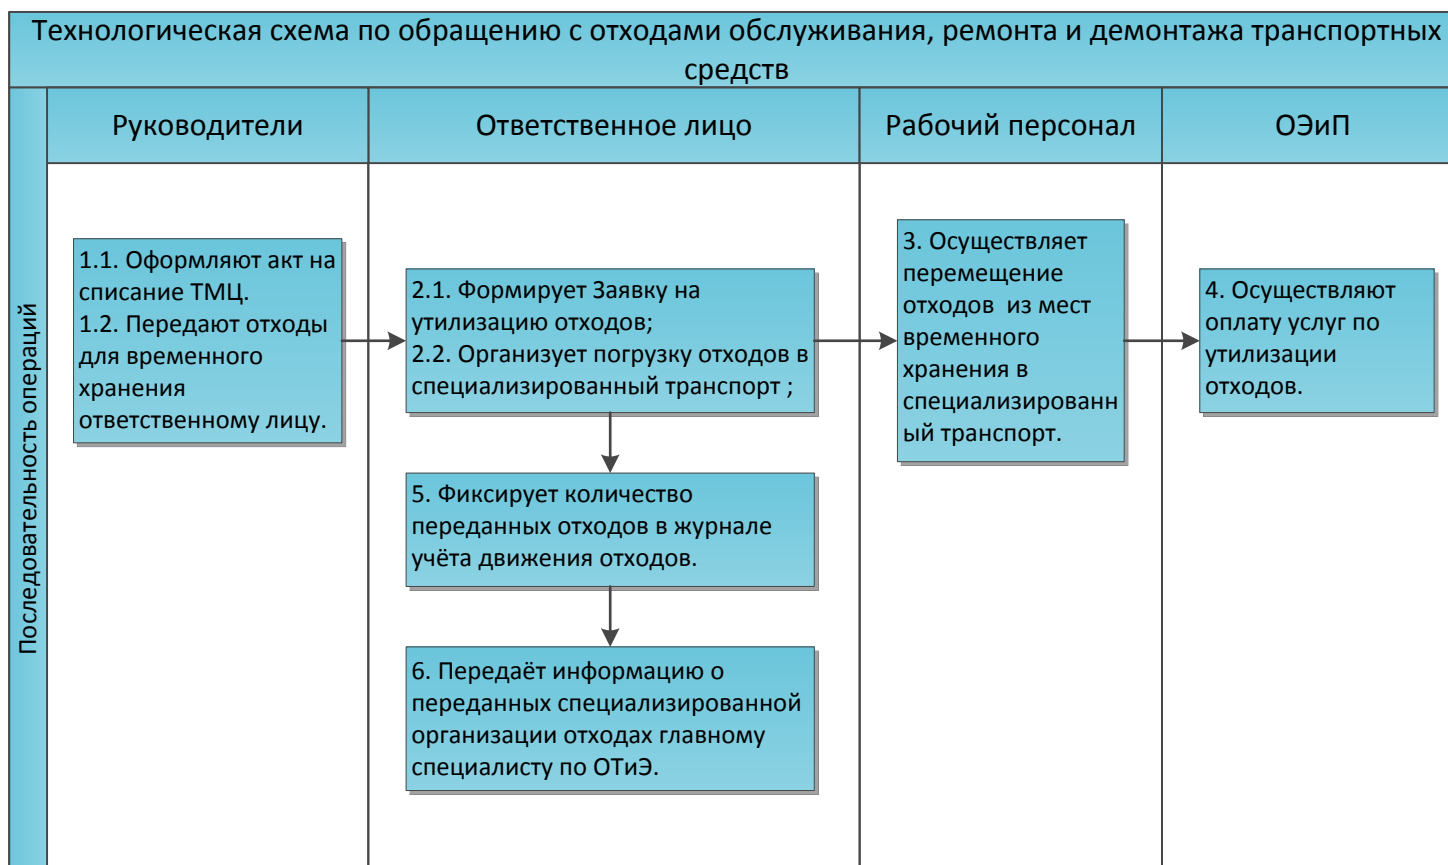 Технологическая схема по обращению с отходами обслуживания, ремонта и демонтажа транспортных
средств
Последовательность операций
Руководители
Ответственное лицо
Рабочий персонал
ОЭиП
1.1. Оформляют акт на
списание ТМЦ.
1.2. Передают отходы
для временного
хранения
ответственному лицу.
2.1. Формирует Заявку на
утилизацию отходов;
2.2. Организует погрузку отходов в
специализированный транспорт ;
3. Осуществляет
перемещение
отходов из мест
временного
хранения в
специализированн
ый транспорт.
4. Осуществляют
оплату услуг по
утилизации
отходов.
5. Фиксирует количество
переданных отходов в журнале
учёта движения отходов.
6. Передаёт информацию о
переданных специализированной
организации отходах главному
специалисту по ОТиЭ.